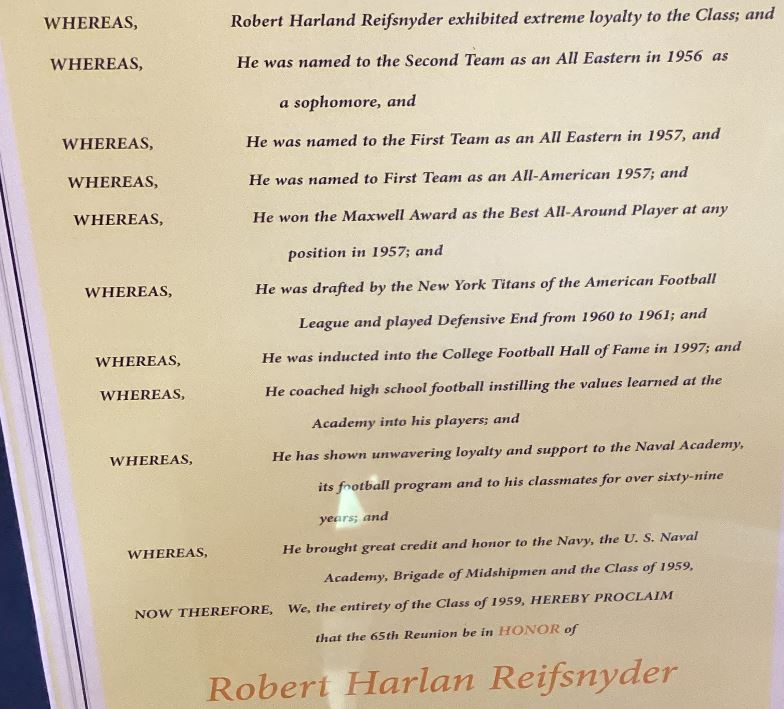 WHEREAS, Robert Harland Reifsnyder exhibited extreme loyalty to the Class; and
WHEREAS, He was named to the Second Team as an All Eastern in 1956 as
a sophomore, and
WHEREAS, He was named to the First Team as an All Eastern in 1957, and
WHEREAS, He was named to First Team as an All-American 1957; and
WHEREAS, He won the Maxwell Award as the Best All-Around Player at any
position in 1957; and
WHEREAS, He was drafted by the New York Titans of the American Football
League and played Defensive End from 1960 to 1961; and
WHEREAS, He was inducted into the College Football Hall of Fame in 1997; and
WHEREAS, He coached high school football instilling the values learned at the
Academy into his players; and
WHEREAS, He has shown unwavering loyalty and support to the Naval Academy,
its football program and to his classmates for over sixty-nine
years; and
WHEREAS, He brought great credit and honor to the Navy, the U. S. Naval
Academy, Brigade of Midshipmen and the Class of 1959,
NOW THEREFORE, We, the entirety of the Class of 1959, HEREBY PROCLAIM
that the 65th Reunion be in HONOR of
Robert Harlan Reifsnyder